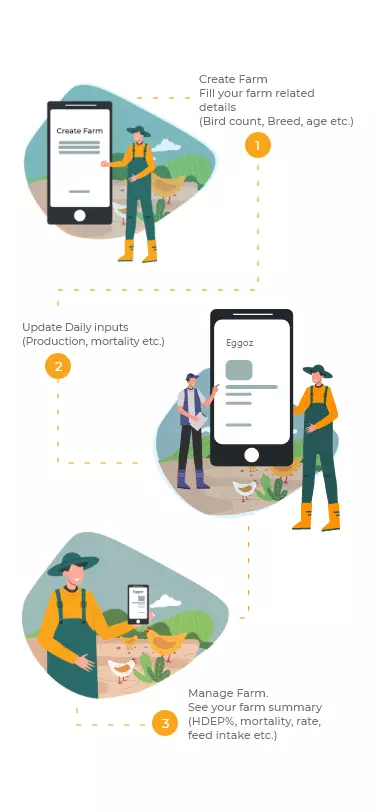 Create Farm
Fill your farm related
details
(Bird count, Breed, age etc.)
1
Create Farm
Update Daily inputs
(Production, mortality etc.)
2
Eggoz
Manage Farm.
See your farm summary
(HDEP%, mortality, rate,
feed intake etc.)
3